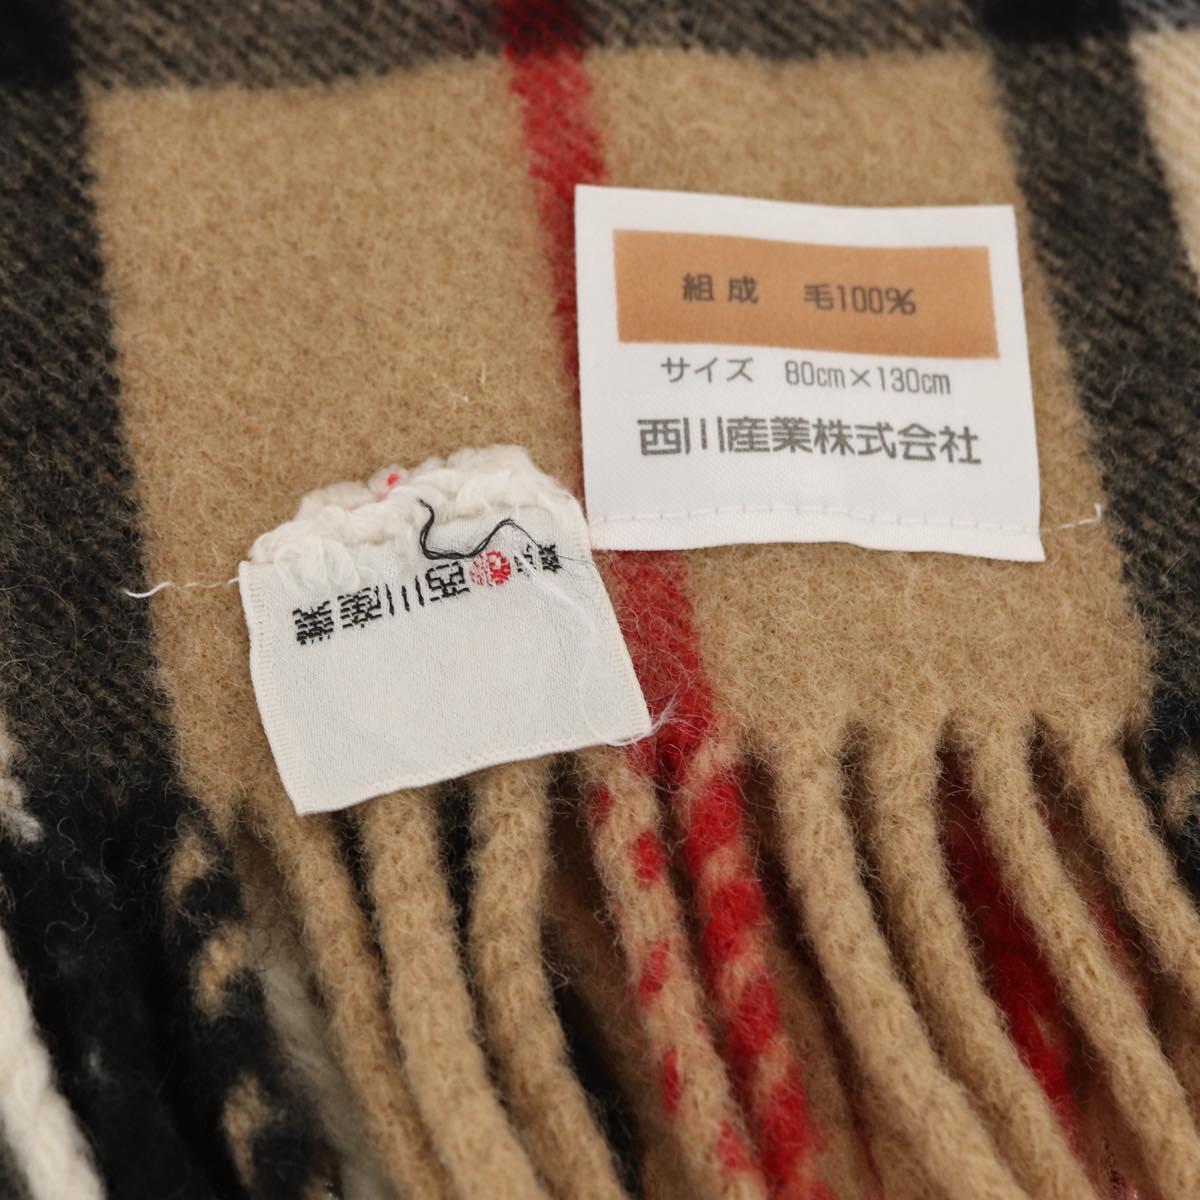 組成 毛100%
サイズ 80cm×130cm
西川産業株式会社